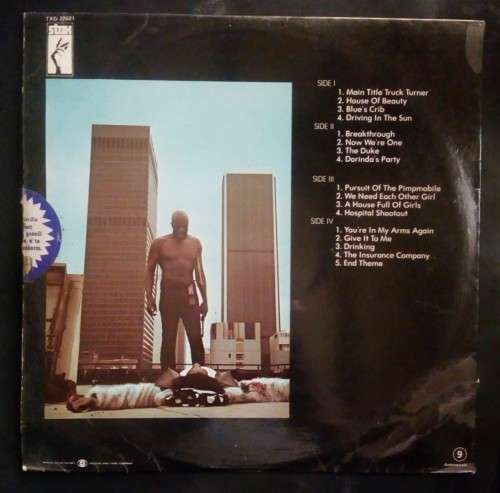 TXD 22621
STAX
SIDE I
1. Main Title Truck Turner
2. House Of Beauty
3. Blue's Crib
4. Driving In The Sun
SIDE II
1. Breakthrough
2. Now We're One
3. The Duke
4. Dorinda's Party
SIDE III
1. Pursuit Of The Pimpmobile
2. We Need Each Other Girl
3. A House Full Of Girls
4. Hospital Shootout
SIDE IV
1. You're In My Arms Again
2. Give It To Me
3. Drinking
4. The Insurance Company
5. End Theme
9